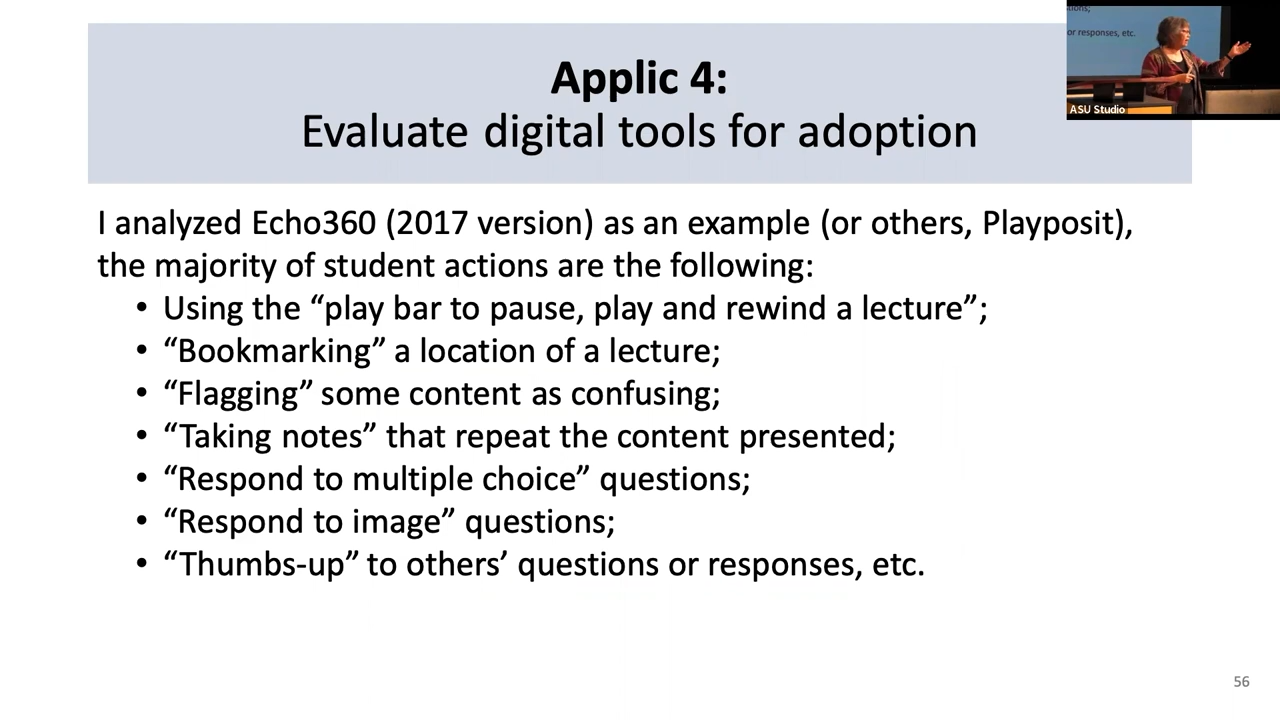 Applic 4:
Evaluate digital tools for adoption
I analyzed Echo360 (2017 version) as an example (or others, Playposit),
the majority of student actions are the following:
• Using the “play bar to pause, play and rewind a lecture”;
• “Bookmarking” a location of a lecture;
• “Flagging” some content as confusing;
• “Taking notes” that repeat the content presented;
• “Respond to multiple choice” questions;
• “Respond to image” questions;
• “Thumbs-up” to others’ questions or responses, etc.
or responses, etc.
ASU Studio
56